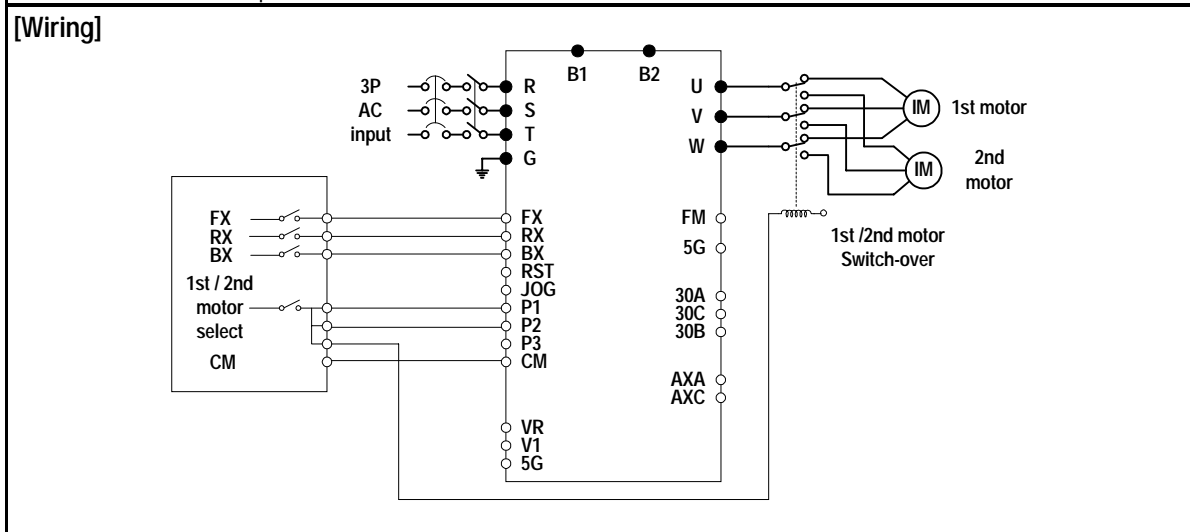 [Wiring]
B1
B2
3P
AC
input
R
S
T
G
U
V
W
IM
1st motor
IM
2nd
motor
1st /2nd motor
Switch-over
FX
RX
BX
1st / 2nd
motor
select
CM
FX
RX
BX
RST
JOG
P1
P2
P3
CM
VR
V1
5G
FM
5G
30A
30C
30B
AXA
AXC